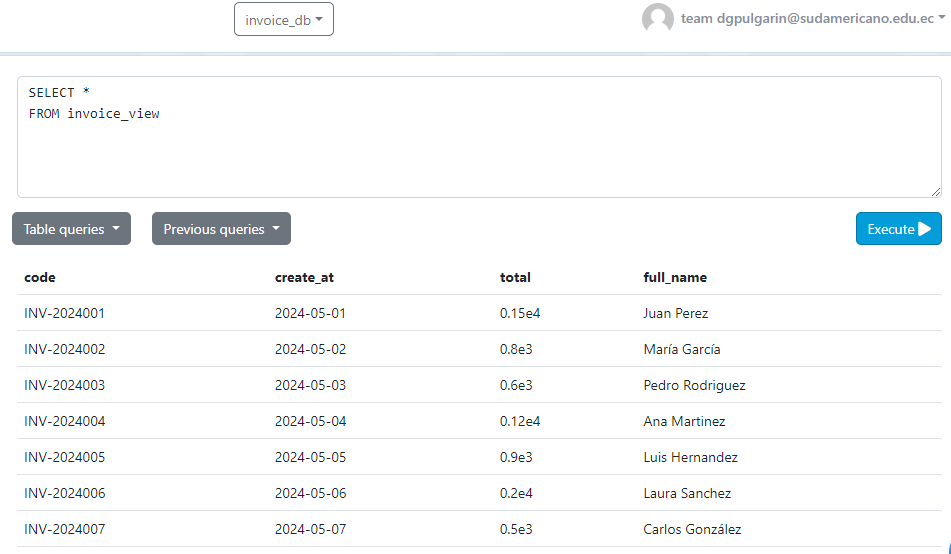 invoice_db
team dgpulgarin@sudamericano.edu.ec
SELECT *
FROM invoice_view
Table queries Previous queries Execute
code create_at total full_name
INV-2024001 2024-05-01 0.15e4 Juan Perez
INV-2024002 2024-05-02 0.8e3 María García
INV-2024003 2024-05-03 0.6e3 Pedro Rodriguez
INV-2024004 2024-05-04 0.12e4 Ana Martinez
INV-2024005 2024-05-05 0.9e3 Luis Hernandez
INV-2024006 2024-05-06 0.2e4 Laura Sanchez
INV-2024007 2024-05-07 0.5e3 Carlos González